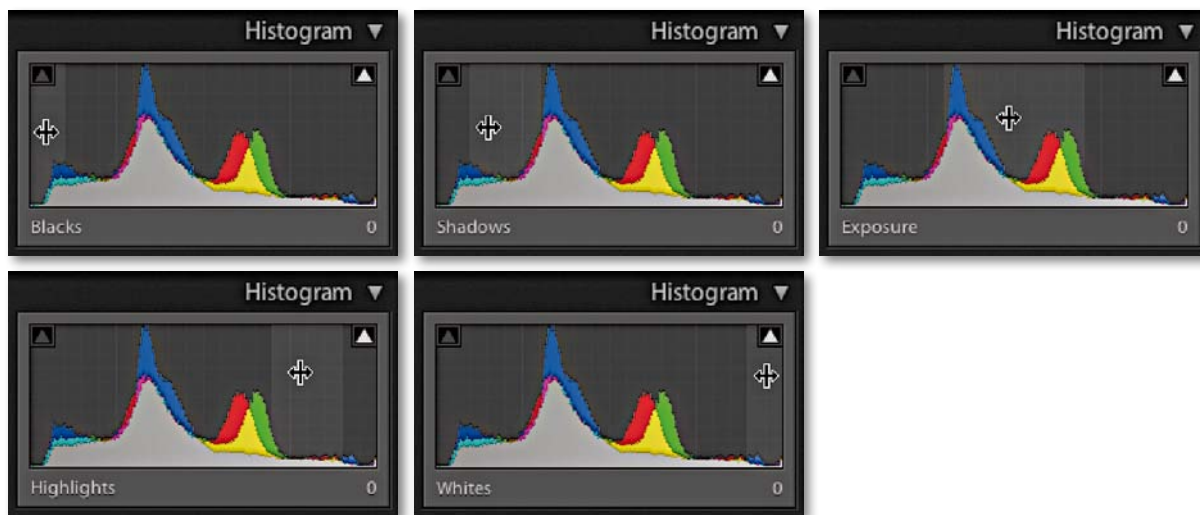 Histogram
Blacks 0
Histogram
Shadows 0
Histogram
Exposure 0
Histogram
Highlights 0
Histogram
Whites 0